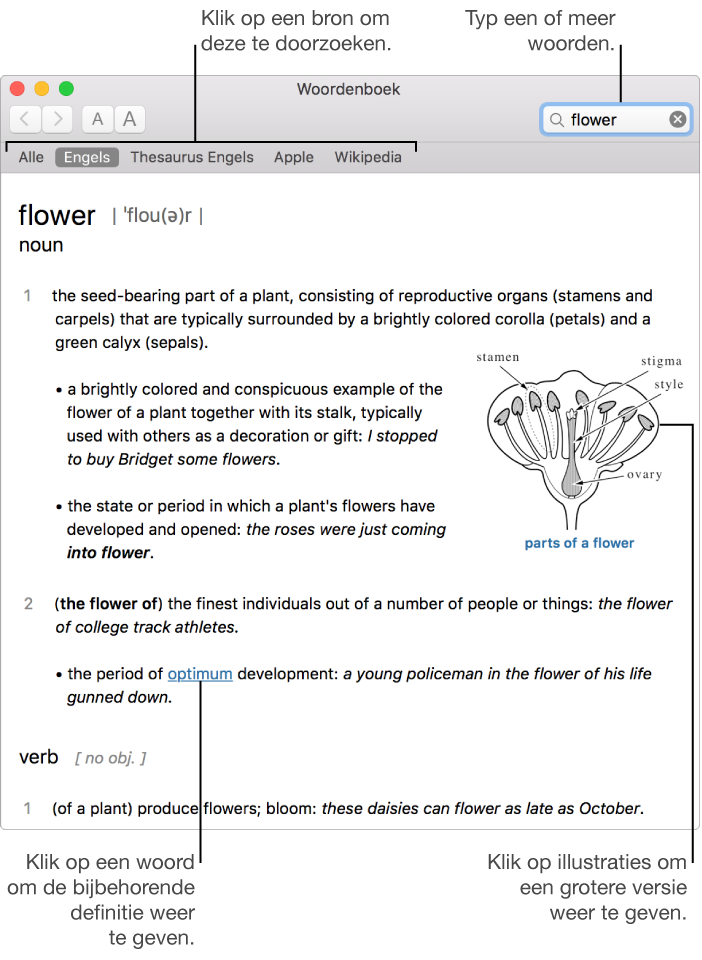 Klik op een bron om
deze te doorzoeken.
Typ een of meer
woorden.
Woordenboek
A A
flower
Alle Engels Thesaurus Engels Apple Wikipedia
flower | ˈflou(ə)r |
noun
1 the seed-bearing part of a plant, consisting of reproductive organs (stamens and
carpels) that are typically surrounded by a brightly colored corolla (petals) and a
green calyx (sepals).
• a brightly colored and conspicuous example of the
flower of a plant together with its stalk, typically
used with others as a decoration or gift: I stopped
to buy Bridget some flowers.
• the state or period in which a plant's flowers have
developed and opened: the roses were just coming
into flower.
stamen
stigma
style
ovary
parts of a flower
2 (the flower of) the finest individuals out of a number of people or things: the flower
of college track athletes.
• the period of optimum development: a young policeman in the flower of his life
gunned down.
verb [ no obj. ]
1 (of a plant) produce flowers; bloom: these daisies can flower as late as October.
Klik op een woord
om de bijbehorende
definitie weer
te geven.
Klik op illustraties om
een grotere versie
weer te geven.